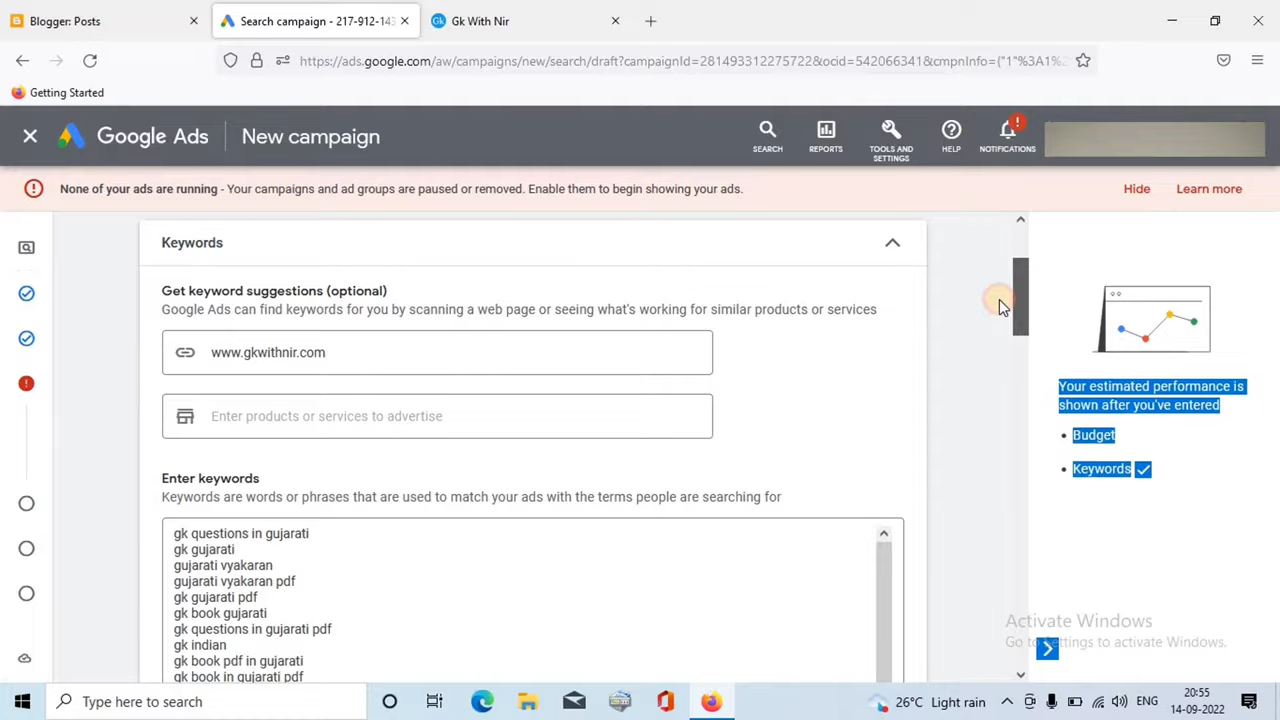 Blogger: Posts
Search campaign - 217-912-143
Gk With Nir
https://ads.google.com/aw/campaigns/new/search/draft?campaignId=281493312275722&ocid=542066341&cmpnInfo={"1"%3A1%2
Getting Started
Google Ads
New campaign
SEARCH
REPORTS
TOOLS AND
SETTINGS
HELP
NOTIFICATIONS
None of your ads are running - Your campaigns and ad groups are paused or removed. Enable them to begin showing your ads.
Hide
Learn more
Keywords
Get keyword suggestions (optional)
Google Ads can find keywords for you by scanning a web page or seeing what's working for similar products or services
www.gkwithnir.com
Enter products or services to advertise
Enter keywords
Keywords are words or phrases that are used to match your ads with the terms people are searching for
gk questions in gujarati
gk gujarati
gujarati vyakaran
gujarati vyakaran pdf
gk gujarati pdf
gk book gujarati
gk questions in gujarati pdf
gk indian
gk book pdf in gujarati
gk book in gujarati pdf
Your estimated performance is
shown after you've entered
• Budget
• Keywords
Activate Windows
Go to Settings to activate Windows.
Type here to search
26°C Light rain
ENG
20:55
14-09-2022